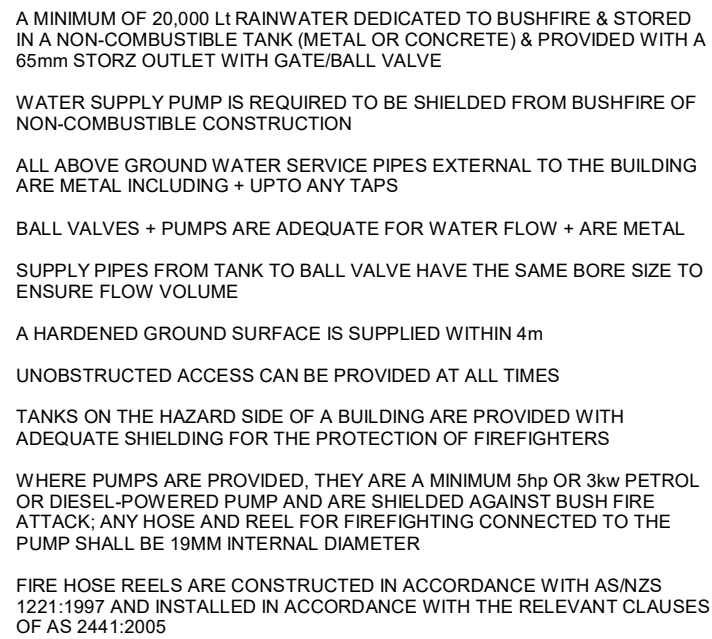 A MINIMUM OF 20,000 Lt RAINWATER DEDICATED TO BUSHFIRE & STORED
IN A NON-COMBUSTIBLE TANK (METAL OR CONCRETE) & PROVIDED WITH A
65mm STORZ OUTLET WITH GATE/BALL VALVE
WATER SUPPLY PUMP IS REQUIRED TO BE SHIELDED FROM BUSHFIRE OF
NON-COMBUSTIBLE CONSTRUCTION
ALL ABOVE GROUND WATER SERVICE PIPES EXTERNAL TO THE BUILDING
ARE METAL INCLUDING + UPTO ANY TAPS
BALL VALVES + PUMPS ARE ADEQUATE FOR WATER FLOW + ARE METAL
SUPPLY PIPES FROM TANK TO BALL VALVE HAVE THE SAME BORE SIZE TO
ENSURE FLOW VOLUME
A HARDENED GROUND SURFACE IS SUPPLIED WITHIN 4m
UNOBSTRUCTED ACCESS CAN BE PROVIDED AT ALL TIMES
TANKS ON THE HAZARD SIDE OF A BUILDING ARE PROVIDED WITH
ADEQUATE SHIELDING FOR THE PROTECTION OF FIREFIGHTERS
WHERE PUMPS ARE PROVIDED, THEY ARE A MINIMUM 5hp OR 3kw PETROL
OR DIESEL-POWERED PUMP AND ARE SHIELDED AGAINST BUSH FIRE
ATTACK; ANY HOSE AND REEL FOR FIREFIGHTING CONNECTED TO THE
PUMP SHALL BE 19MM INTERNAL DIAMETER
FIRE HOSE REELS ARE CONSTRUCTED IN ACCORDANCE WITH AS/NZS
1221:1997 AND INSTALLED IN ACCORDANCE WITH THE RELEVANT CLAUSES
OF AS 2441:2005